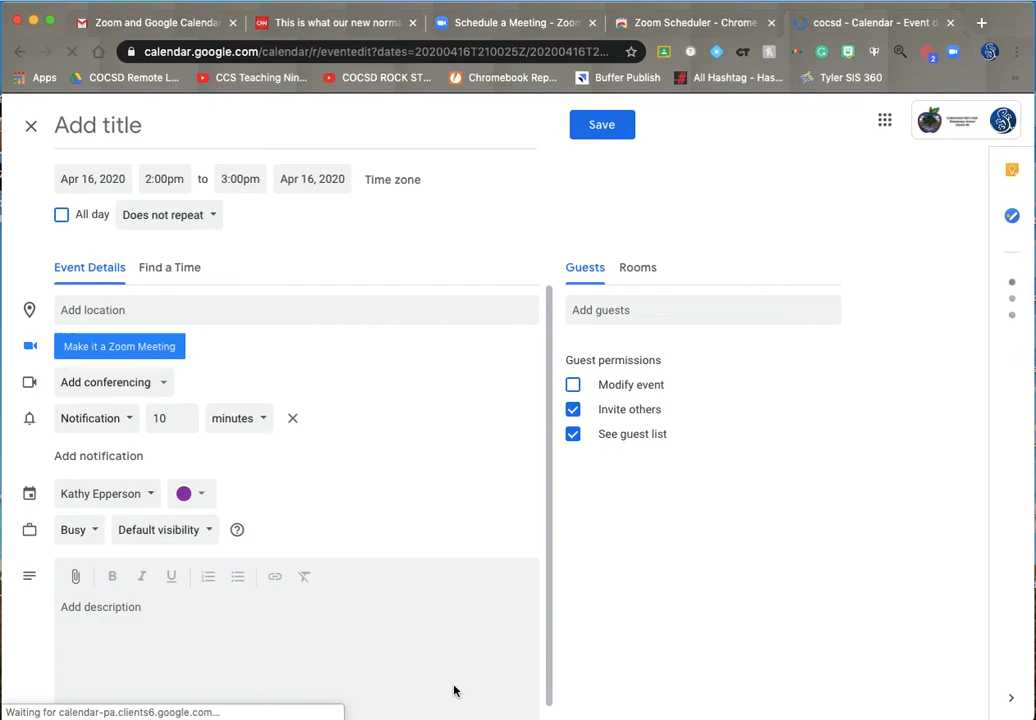 Zoom and Google Calenda
This is what our new norma
Schedule a Meeting - Zoom
Zoom Scheduler - Chrome
cocsd - Calendar - Event d
calendar.google.com/calendar/r/eventedit?dates=20200416T210025Z/20200416T2...
Apps
COCSD Remote L...
CCS Teaching Nin...
COCSD ROCK ST...
Chromebook Rep...
Buffer Publish
All Hashtag - Has...
Tyler SIS 360
Add title
Save
Apr 16, 2020
2:00pm
to
3:00pm
Apr 16, 2020
Time zone
All day
Does not repeat
Event Details
Find a Time
Guests
Rooms
Add location
Add guests
Make it a Zoom Meeting
Guest permissions
Add conferencing
Modify event
Invite others
Notification
10
minutes
See guest list
Add notification
Kathy Epperson
Busy
Default visibility
Add description
Waiting for calendar-pa.clients6.google.com...